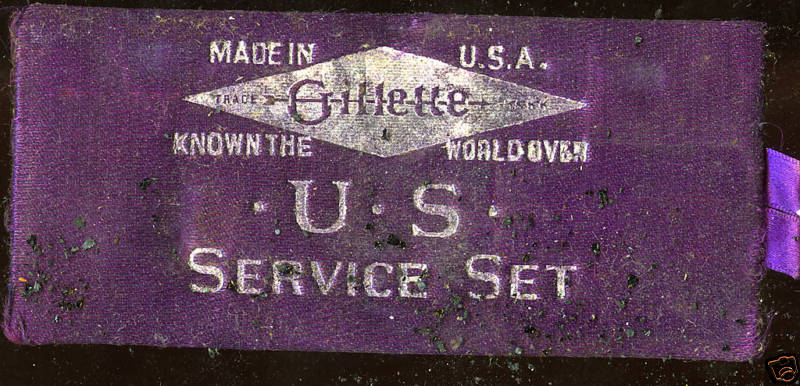 MADE IN U.S.A.
TRADE Gillette MARK
KNOWN THE WORLD OVER
· U · S ·
SERVICE SET